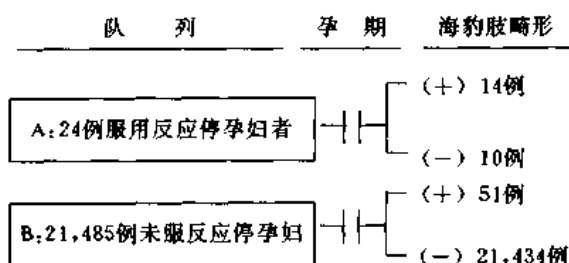 队 列 孕 期 海豹肢畸形
(+) 14例
A:24例服用反应停孕妇者
(-) 10例
(+) 51例
B:21,485例未服反应停孕妇
(-) 21,434例